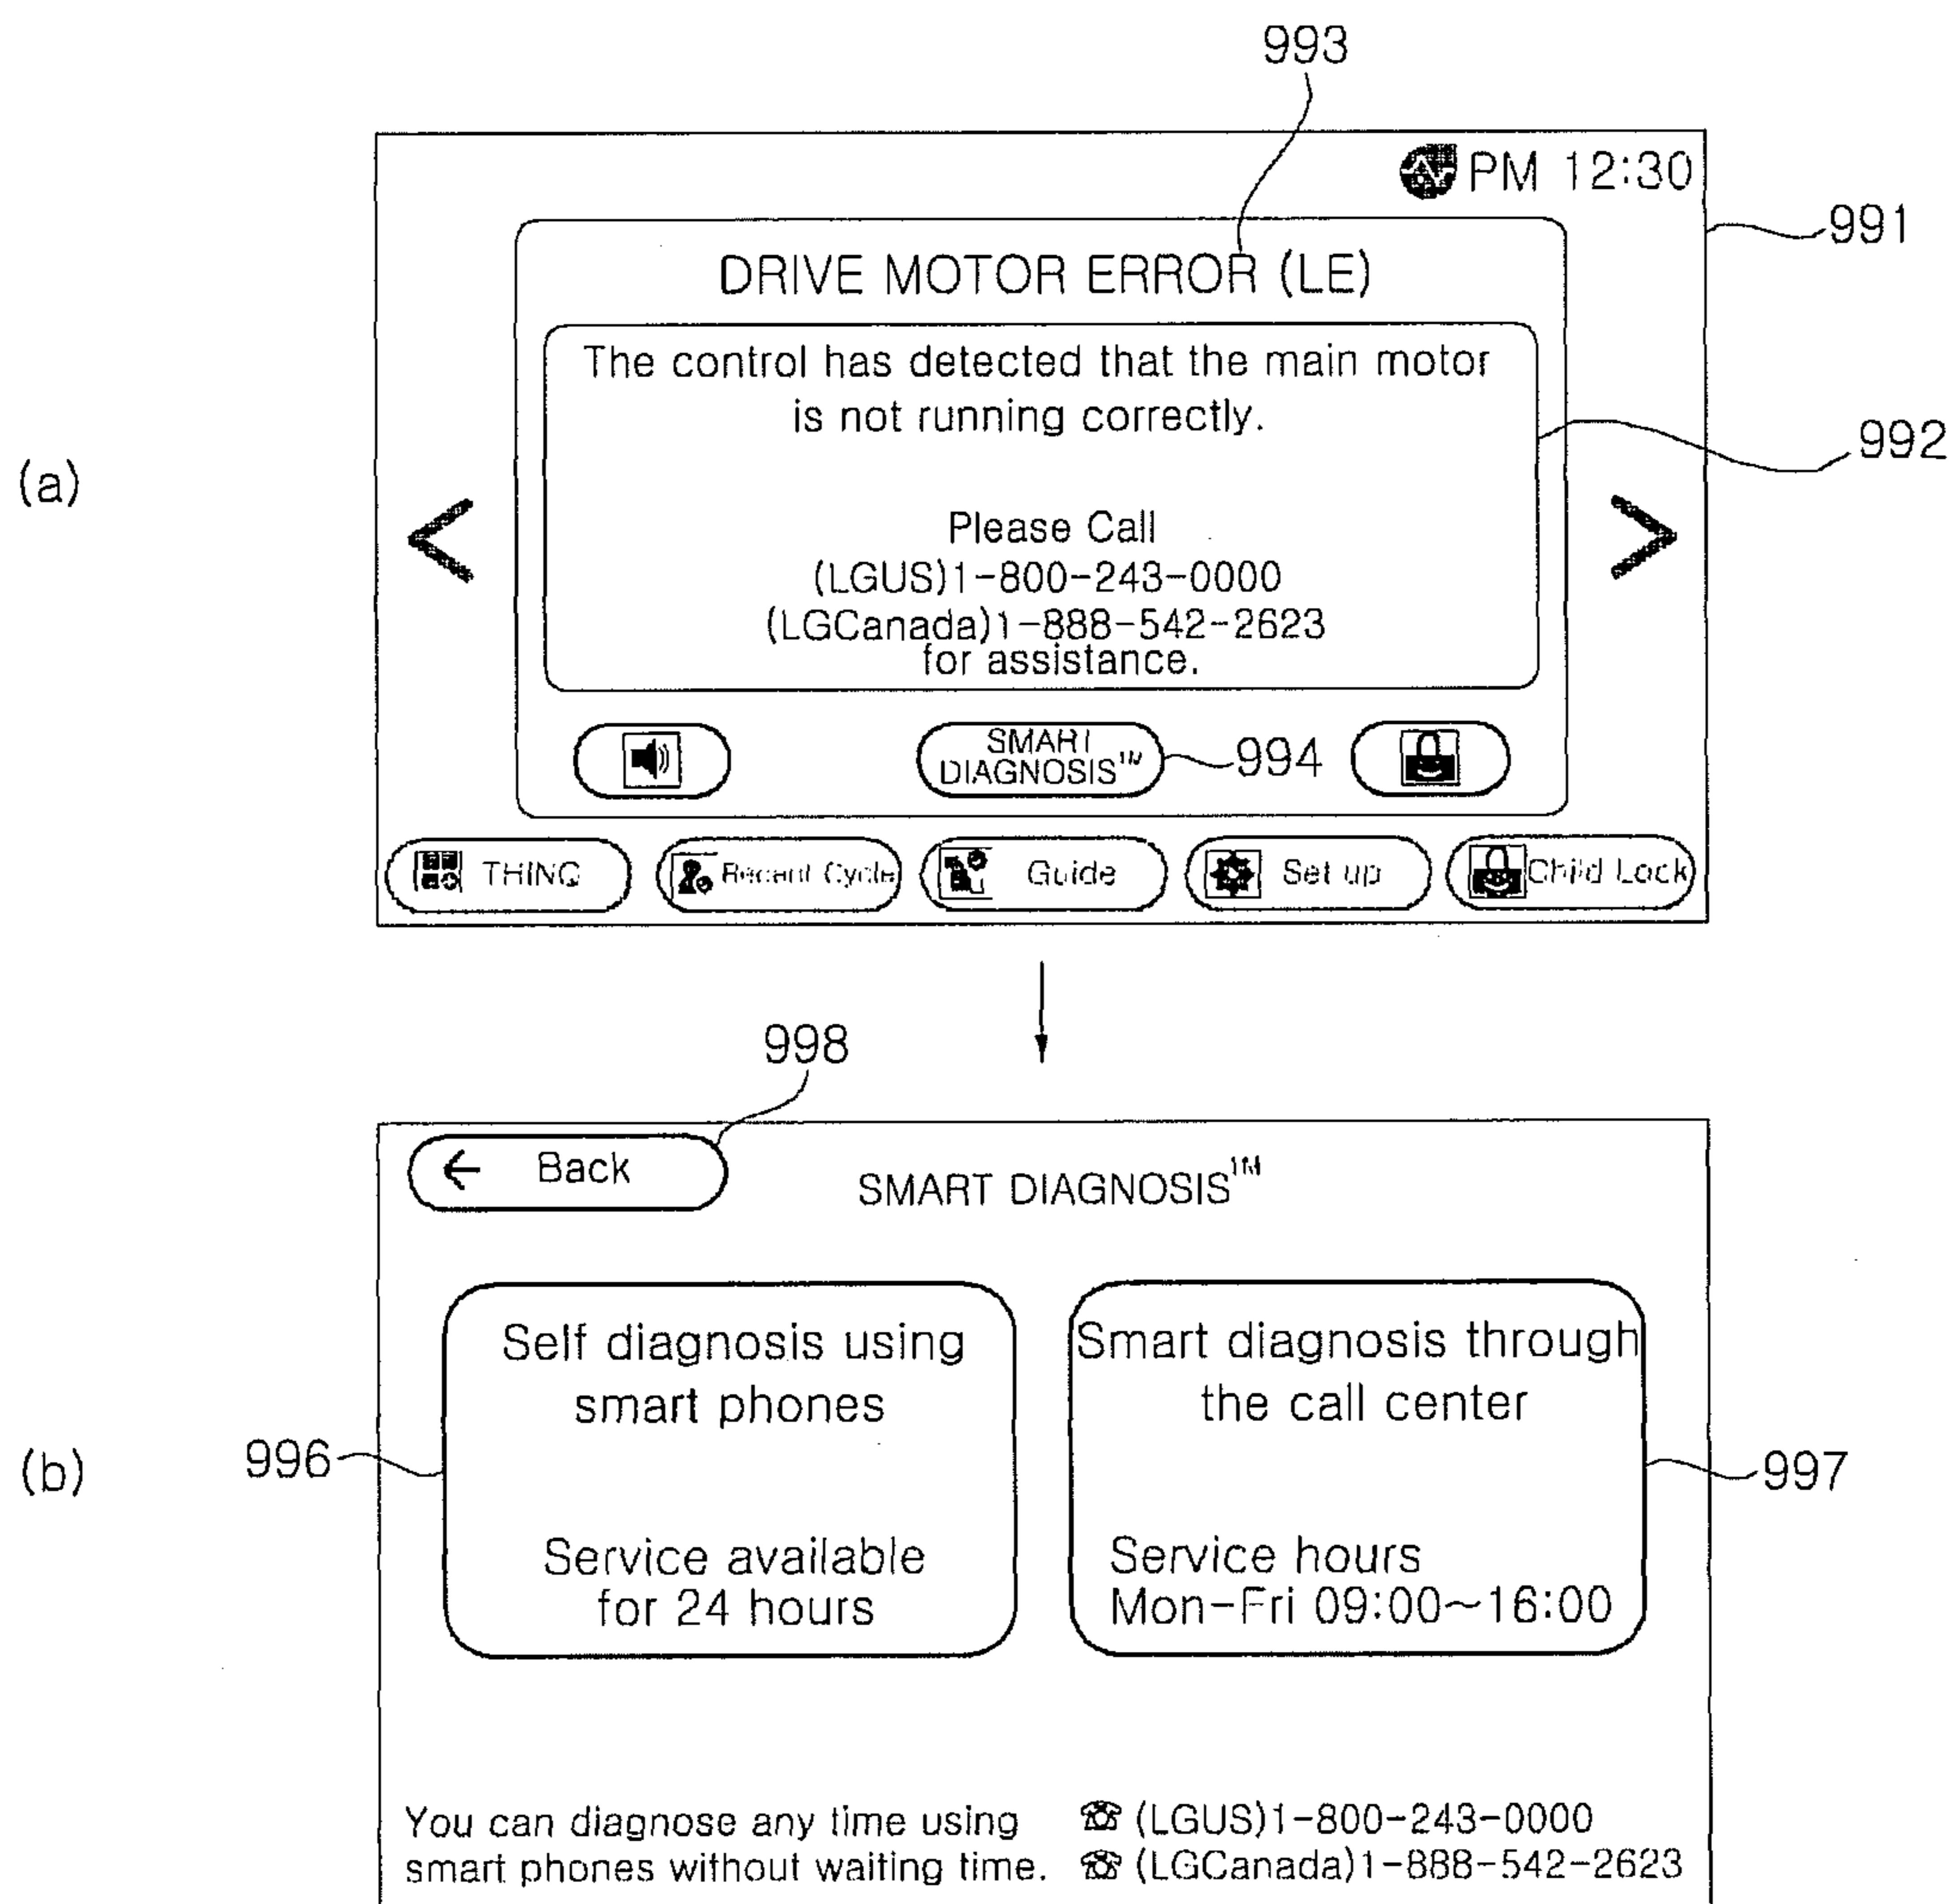 993
PM 12:30
991
DRIVE MOTOR ERROR (LE)
The control has detected that the main motor
is not running correctly.
992
(a)
<
>
Please Call
(LGUS)1-800-243-0000
(LGCanada)1-888-542-2623
for assistance.
SMART
DIAGNOSIS™
994
THINQ
Recent Cycle
Guide
Set up
Child Lock
998
← Back
SMART DIAGNOSIS™
Self diagnosis using
smart phones
Smart diagnosis through
the call center
996
(b)
997
Service available
for 24 hours
Service hours
Mon-Fri 09:00~16:00
You can diagnose any time using
smart phones without waiting time.
☎ (LGUS)1-800-243-0000
☎ (LGCanada)1-888-542-2623